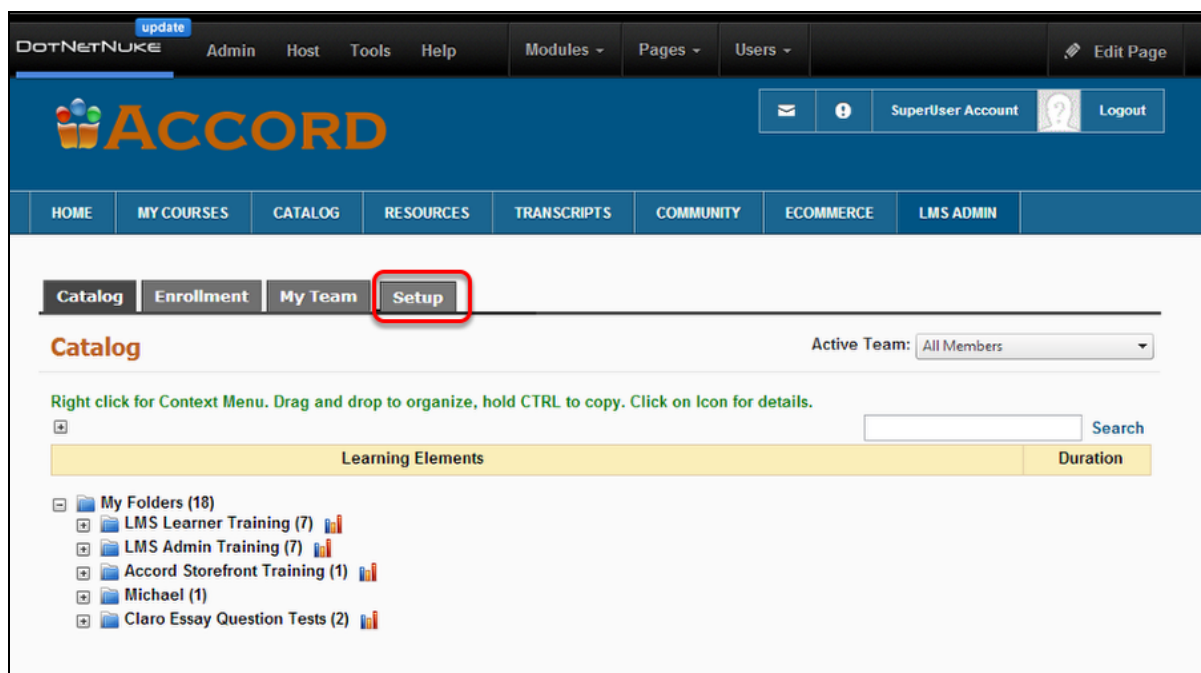 update
DOTNETNUKE Admin Host Tools Help Modules Pages Users Edit Page
ACCORD
SuperUser Account Logout
HOME MY COURSES CATALOG RESOURCES TRANSCRIPTS COMMUNITY ECOMMERCE LMS ADMIN
Catalog Enrollment My Team Setup
Catalog Active Team: All Members
Right click for Context Menu. Drag and drop to organize, hold CTRL to copy. Click on Icon for details.
Search
Learning Elements Duration
My Folders (18)
LMS Learner Training (7)
LMS Admin Training (7)
Accord Storefront Training (1)
Michael (1)
Claro Essay Question Tests (2)